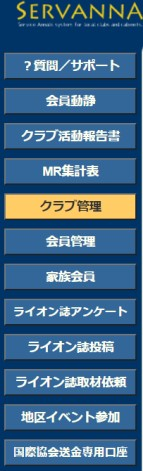 SERVANNA
Service Annals system for local clubs and cabinets
?質問／サポート
会員動静
クラブ活動報告書
MR集計表
クラブ管理
会員管理
家族会員
ライオン誌アンケート
ライオン誌投稿
ライオン誌取材依頼
地区イベント参加
国際協会送金専用口座